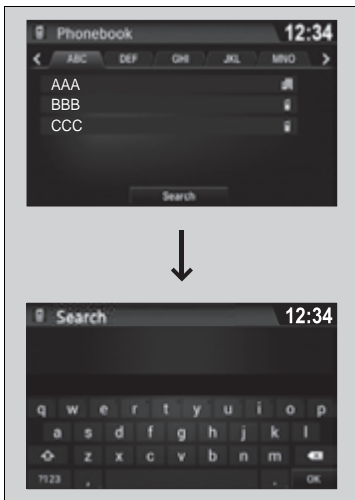 Phonebook 12:34
ABC DEF GHI JKL MNO
AAA
BBB
CCC
Search
Search 12:34
q w e r t y u i o p
a s d f g h j k l
z x c v b n m
?123 , . OK